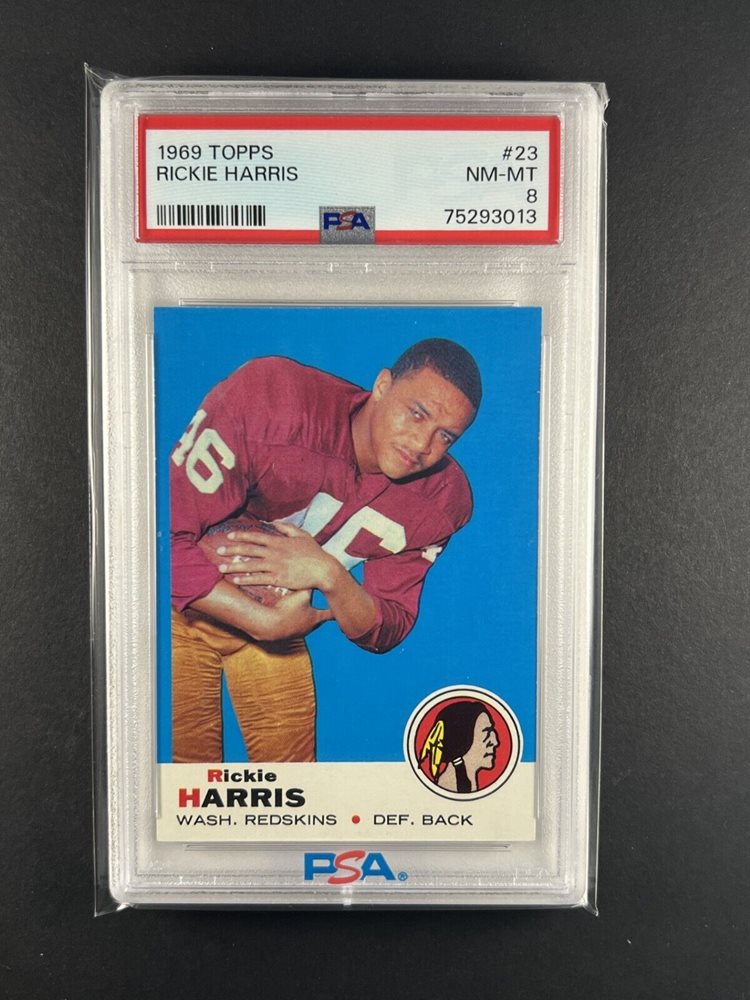 1969 TOPPS #23
RICKIE HARRIS NM-MT
8
PSA 75293013
46
46
Rickie
HARRIS
WASH. REDSKINS • DEF. BACK
PSA®